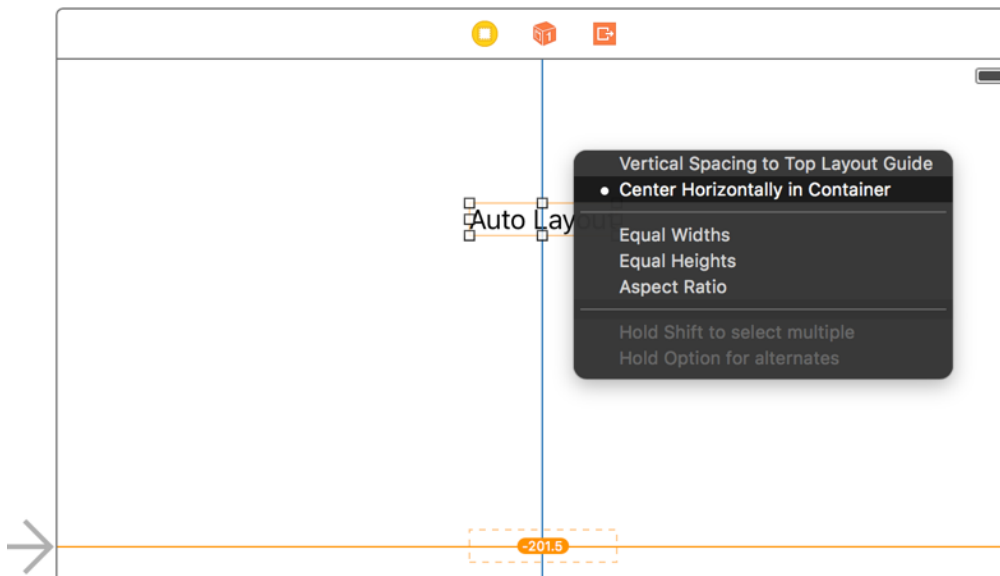 1
Vertical Spacing to Top Layout Guide
Center Horizontally in Container
Auto Layout
Equal Widths
Equal Heights
Aspect Ratio
Hold Shift to select multiple
Hold Option for alternates
-201.5